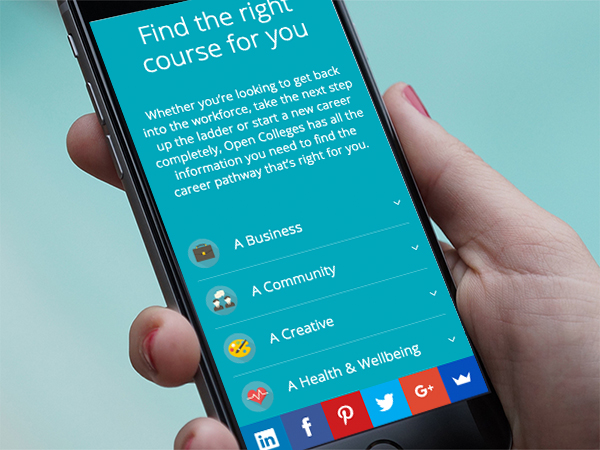 Find the right
course for you
Whether you're looking to get back
into the workforce, take the next step
up the ladder or start a new career
completely, Open Colleges has all the
information you need to find the
career pathway that's right for you.
A Business
A Community
A Creative
A Health & Wellbeing
in
f
G+